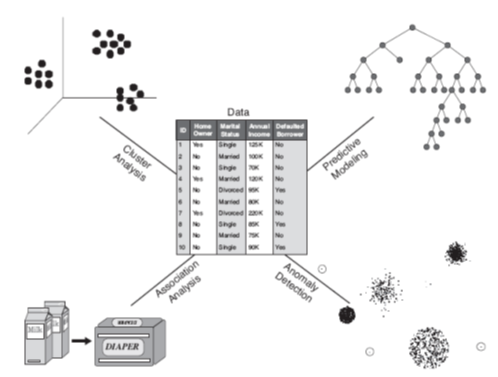 Data
ID Home Owner Marital Status Annual Income Defaulted Borrower
1 Yes Single 125K No
2 No Married 100K No
3 No Single 70K No
4 Yes Married 120K No
5 No Divorced 95K Yes
6 No Married 80K No
7 Yes Divorced 220K No
8 No Single 85K Yes
9 No Married 75K No
10 No Single 90K Yes
Cluster
Analysis
Predictive
Modeling
Association
Analysis
Anomaly
Detection
Milk
Milk
DIAPER